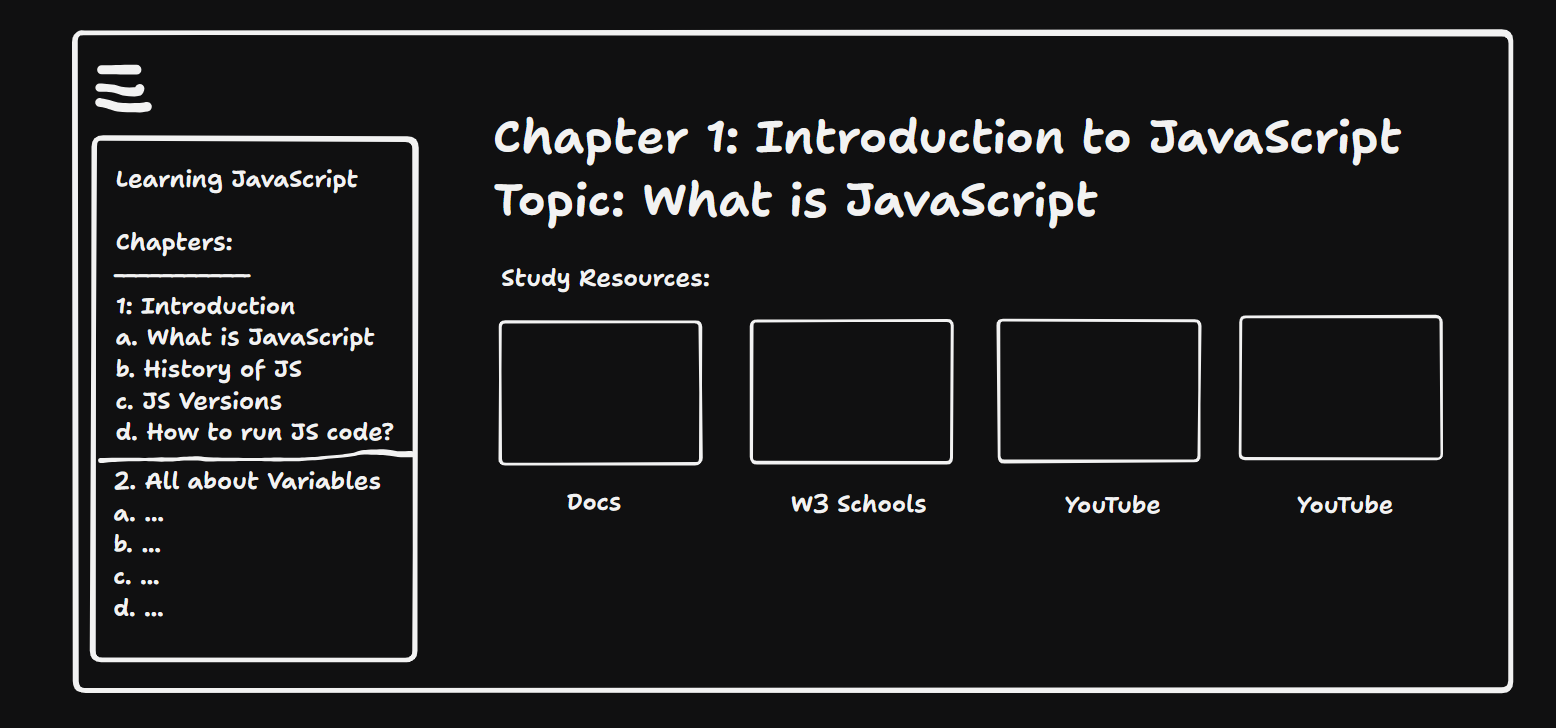 Learning JavaScript
Chapters:
1: Introduction
a. What is JavaScript
b. History of JS
c. JS Versions
d. How to run JS code?
2. All about Variables
a. ...
b. ...
c. ...
d. ...
Chapter 1: Introduction to JavaScript
Topic: What is JavaScript
Study Resources:
Docs
W3 Schools
YouTube
YouTube